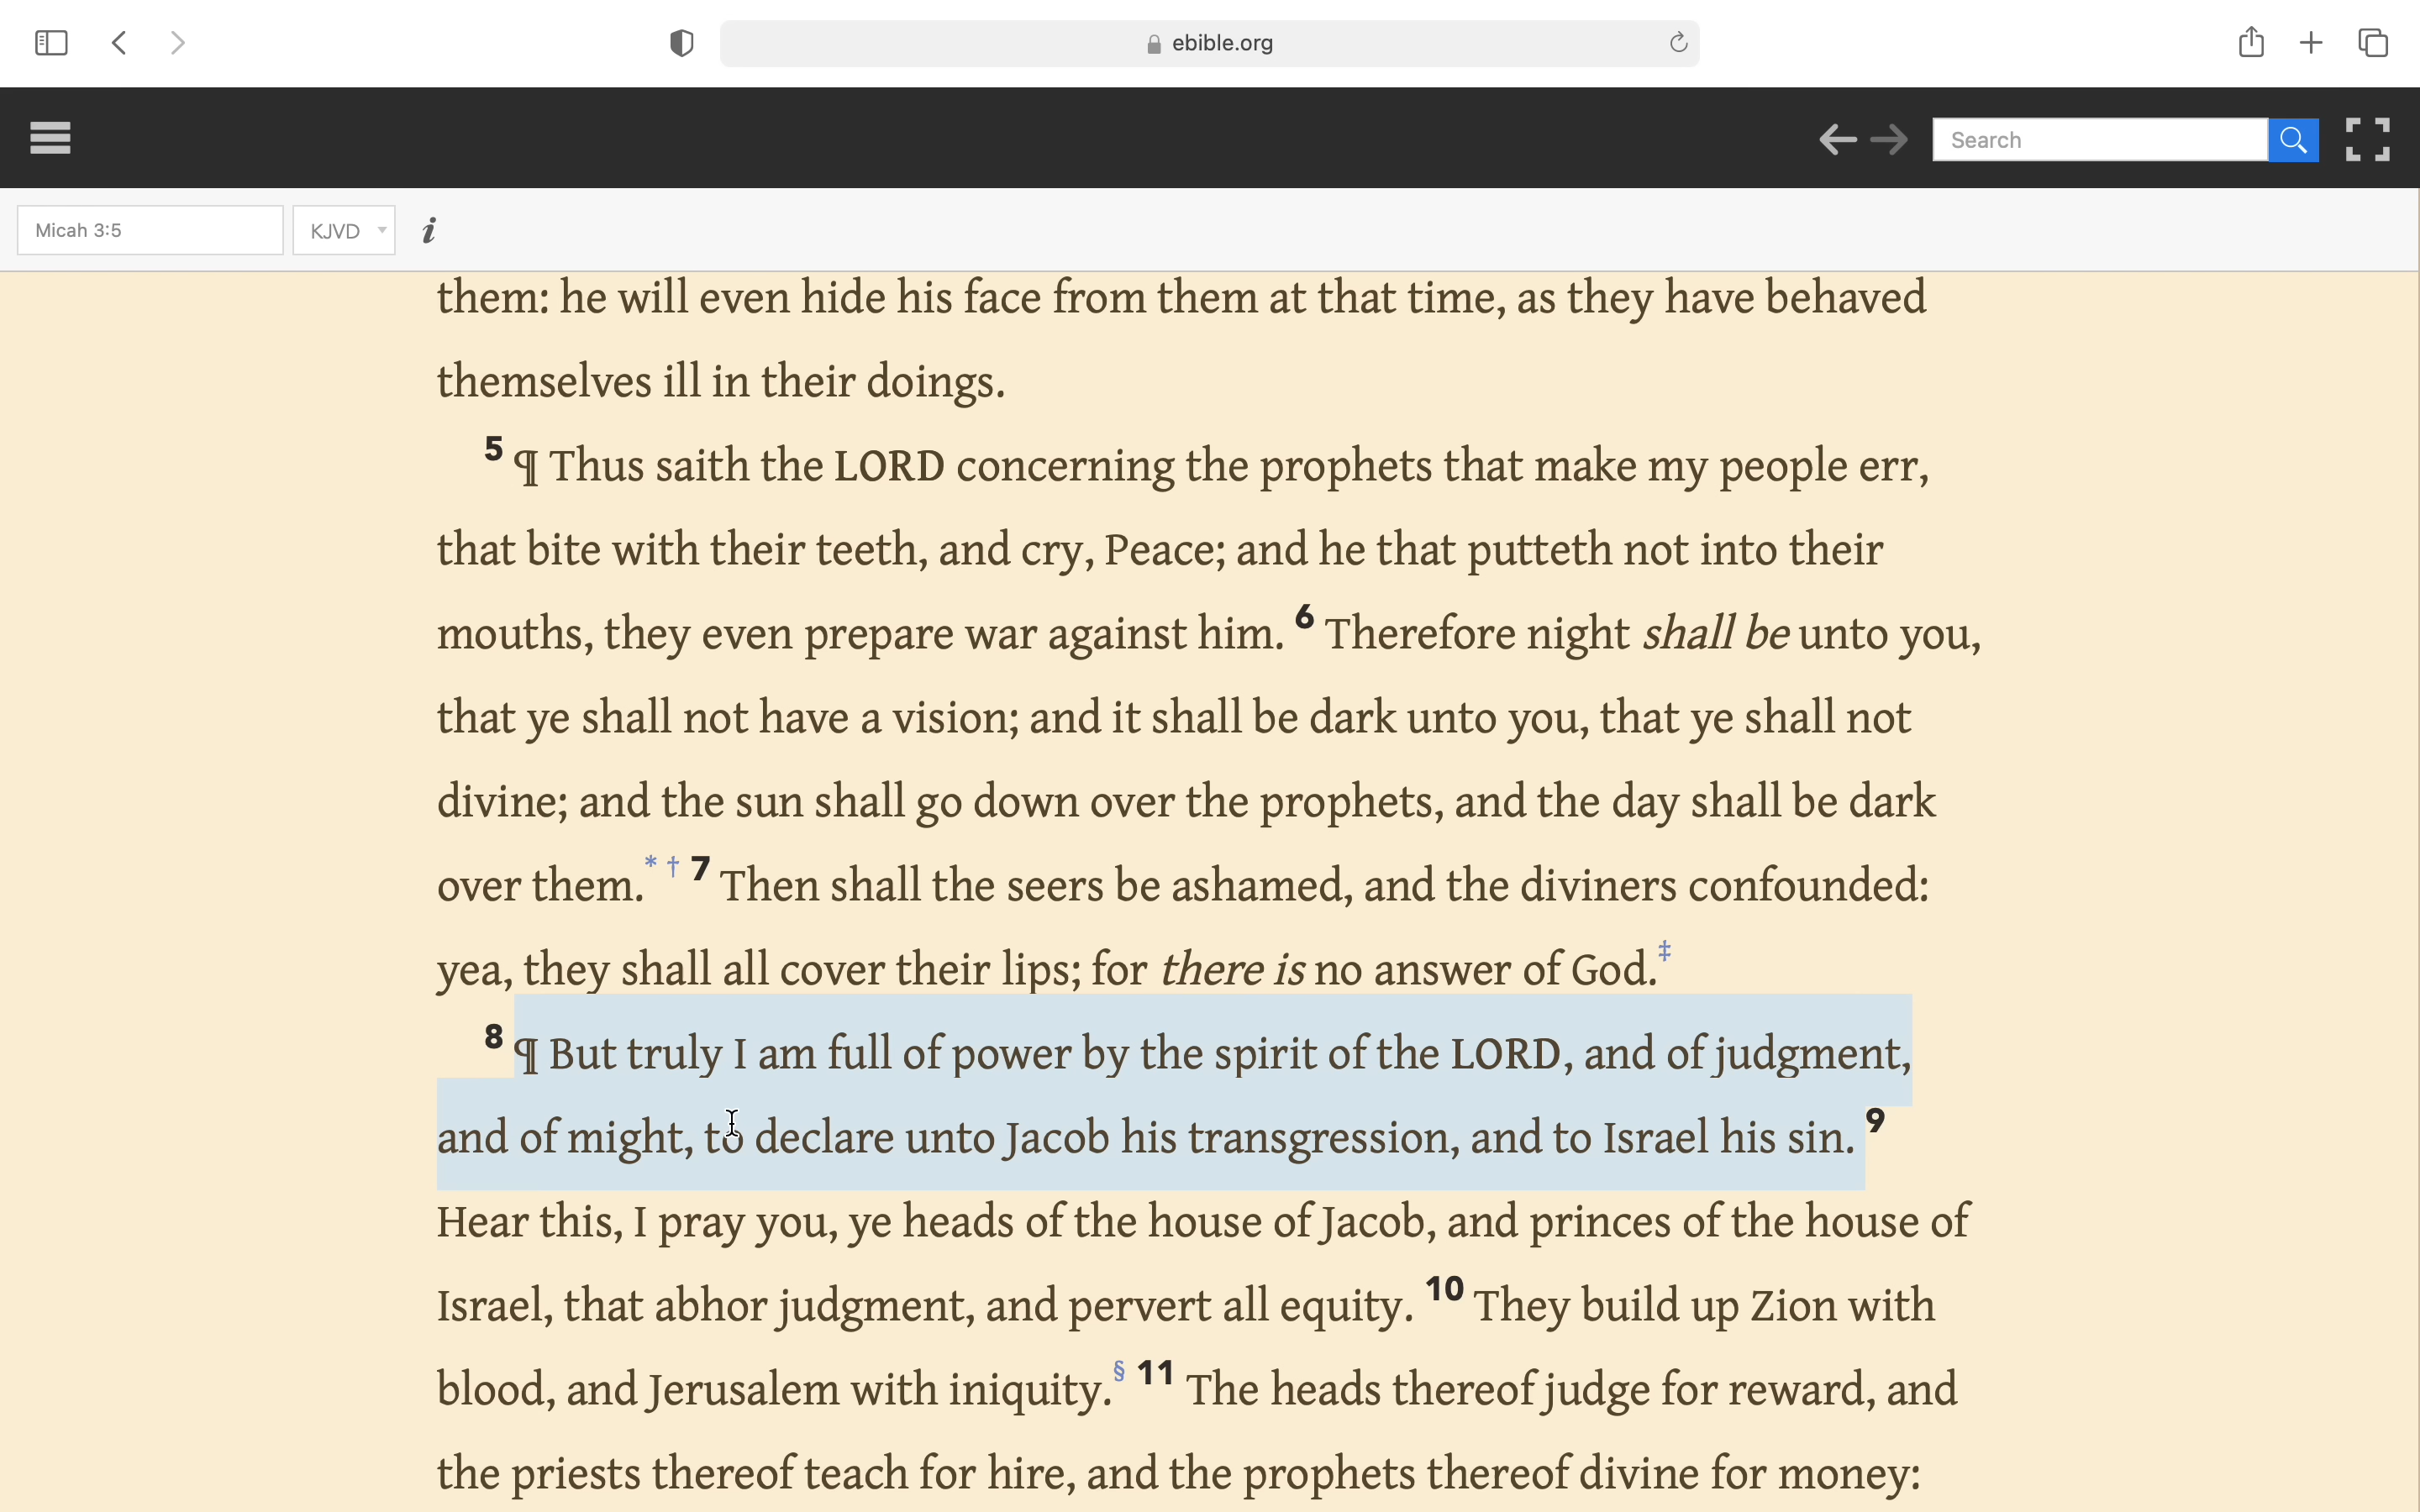 ebible.org
Search
Micah 3:5 KJVD i
them: he will even hide his face from them at that time, as they have behaved
themselves ill in their doings.
5 ¶ Thus saith the LORD concerning the prophets that make my people err,
that bite with their teeth, and cry, Peace; and he that putteth not into their
mouths, they even prepare war against him. 6 Therefore night shall be unto you,
that ye shall not have a vision; and it shall be dark unto you, that ye shall not
divine; and the sun shall go down over the prophets, and the day shall be dark
over them.* † 7 Then shall the seers be ashamed, and the diviners confounded:
yea, they shall all cover their lips; for there is no answer of God.‡
8 ¶ But truly I am full of power by the spirit of the LORD, and of judgment,
and of might, to declare unto Jacob his transgression, and to Israel his sin. 9
Hear this, I pray you, ye heads of the house of Jacob, and princes of the house of
Israel, that abhor judgment, and pervert all equity. 10 They build up Zion with
blood, and Jerusalem with iniquity.§ 11 The heads thereof judge for reward, and
the priests thereof teach for hire, and the prophets thereof divine for money: